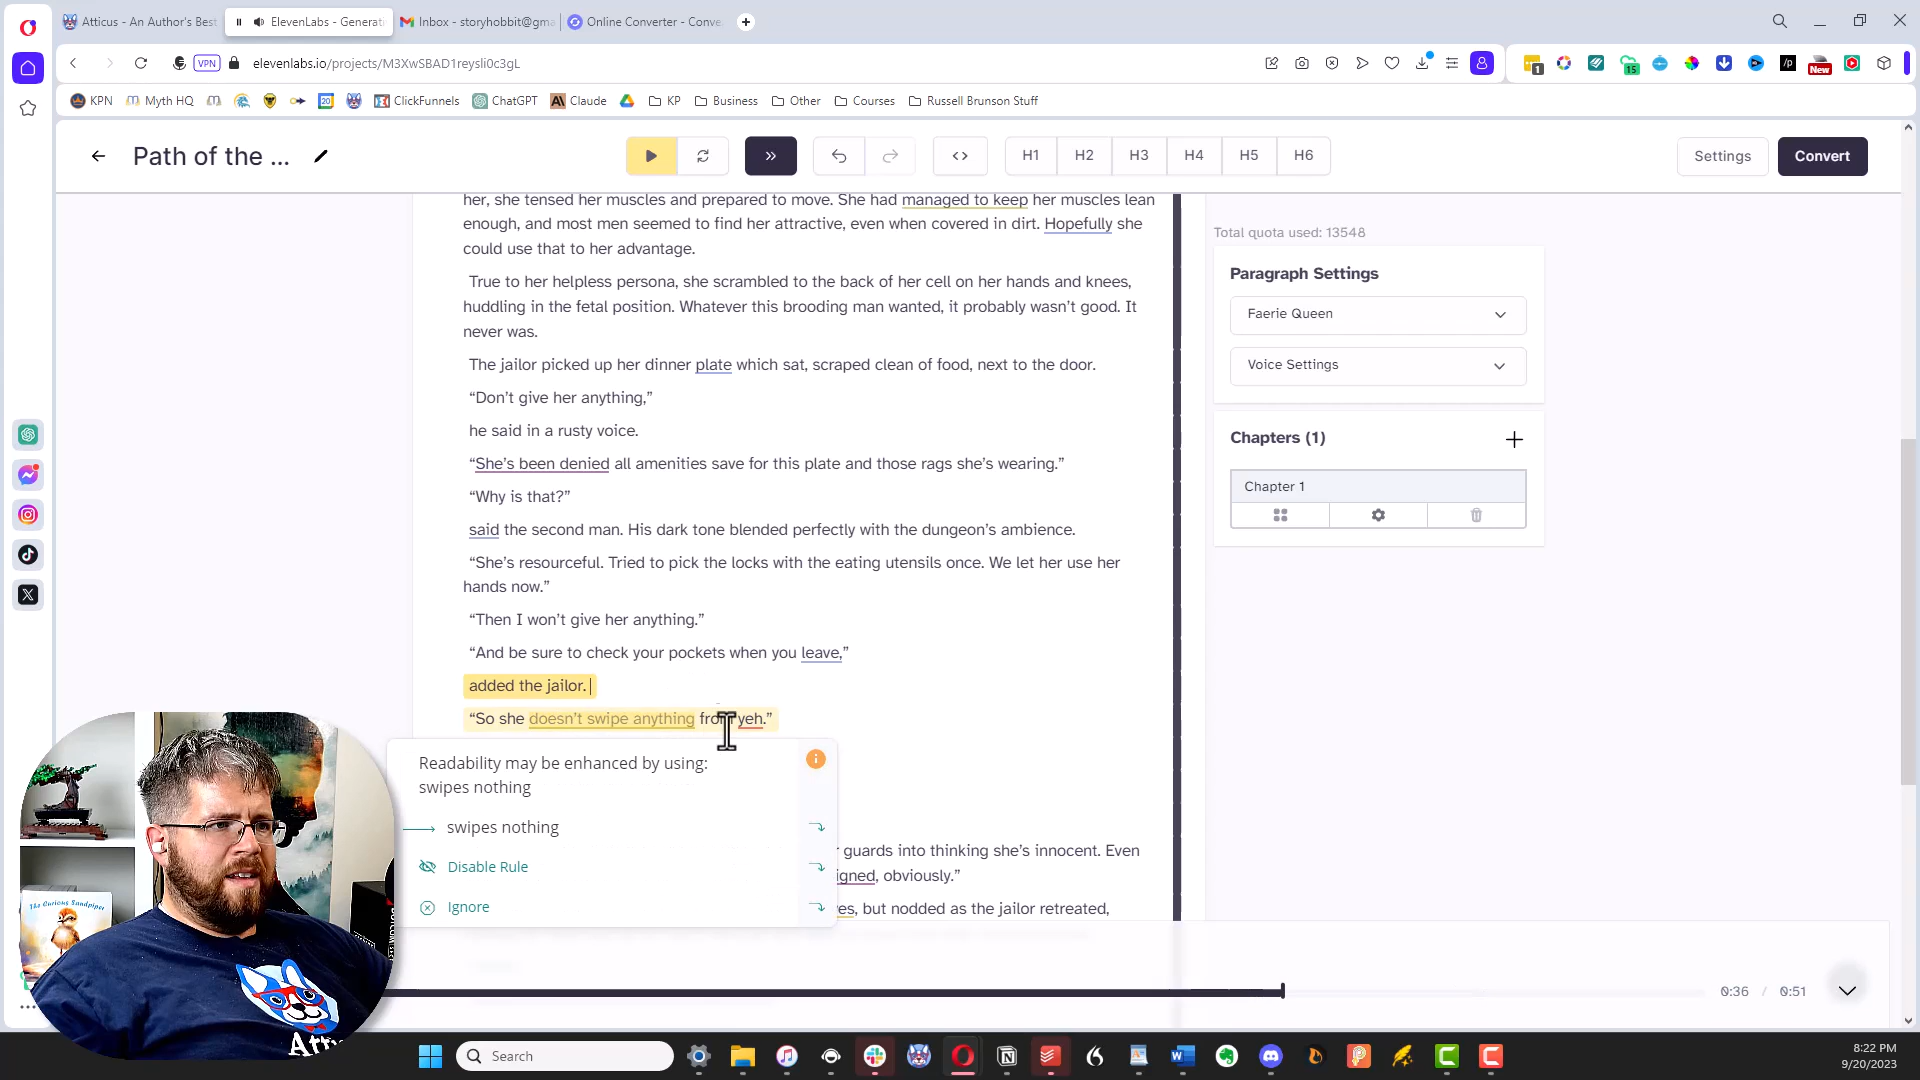 Atticus - An Author's Best
ElevenLabs - Generati
Inbox - storyhobbit@gma
Online Converter - Conve
VPN
elevenlabs.io/projects/M3XwSBAD1reysli0c3gL
1
15
/p
New
KPN
Myth HQ
20
ClickFunnels
ChatGPT
Claude
KP
Business
Other
Courses
Russell Brunson Stuff
Path of the ...
H1
H2
H3
H4
H5
H6
Settings
Convert
her, she tensed her muscles and prepared to move. She had managed to keep her muscles lean
enough, and most men seemed to find her attractive, even when covered in dirt. Hopefully she
could use that to her advantage.
True to her helpless persona, she scrambled to the back of her cell on her hands and knees,
huddling in the fetal position. Whatever this brooding man wanted, it probably wasn’t good. It
never was.
The jailor picked up her dinner plate which sat, scraped clean of food, next to the door.
“Don’t give her anything,”
he said in a rusty voice.
“She’s been denied all amenities save for this plate and those rags she’s wearing.”
“Why is that?”
said the second man. His dark tone blended perfectly with the dungeon’s ambience.
“She’s resourceful. Tried to pick the locks with the eating utensils once. We let her use her
hands now.”
“Then I won’t give her anything.”
“And be sure to check your pockets when you leave,”
added the jailor.
“So she doesn’t swipe anything from yeh.”
Readability may be enhanced by using:
swipes nothing
swipes nothing
Disable Rule
Ignore
guards into thinking she’s innocent. Even
igned, obviously.”
es, but nodded as the jailor retreated,
Total quota used: 13548
Paragraph Settings
Faerie Queen
Voice Settings
Chapters (1)
Chapter 1
0:36 / 0:51
The Curious
Sandpiper
Search
8:22 PM
9/20/2023